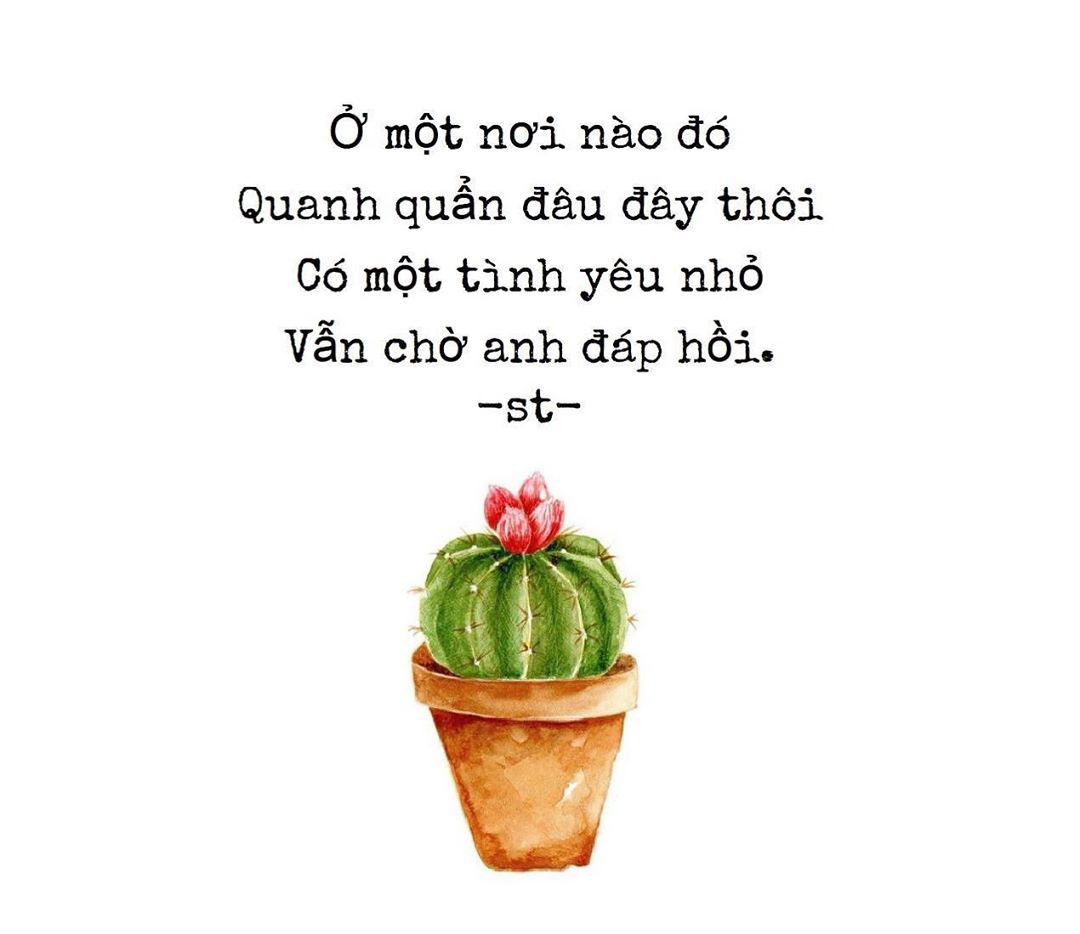 Ở một nơi nào đó
Quanh quẩn đâu đây thôi
Có một tình yêu nhỏ
Vẫn chờ anh đáp hồi.
-st-